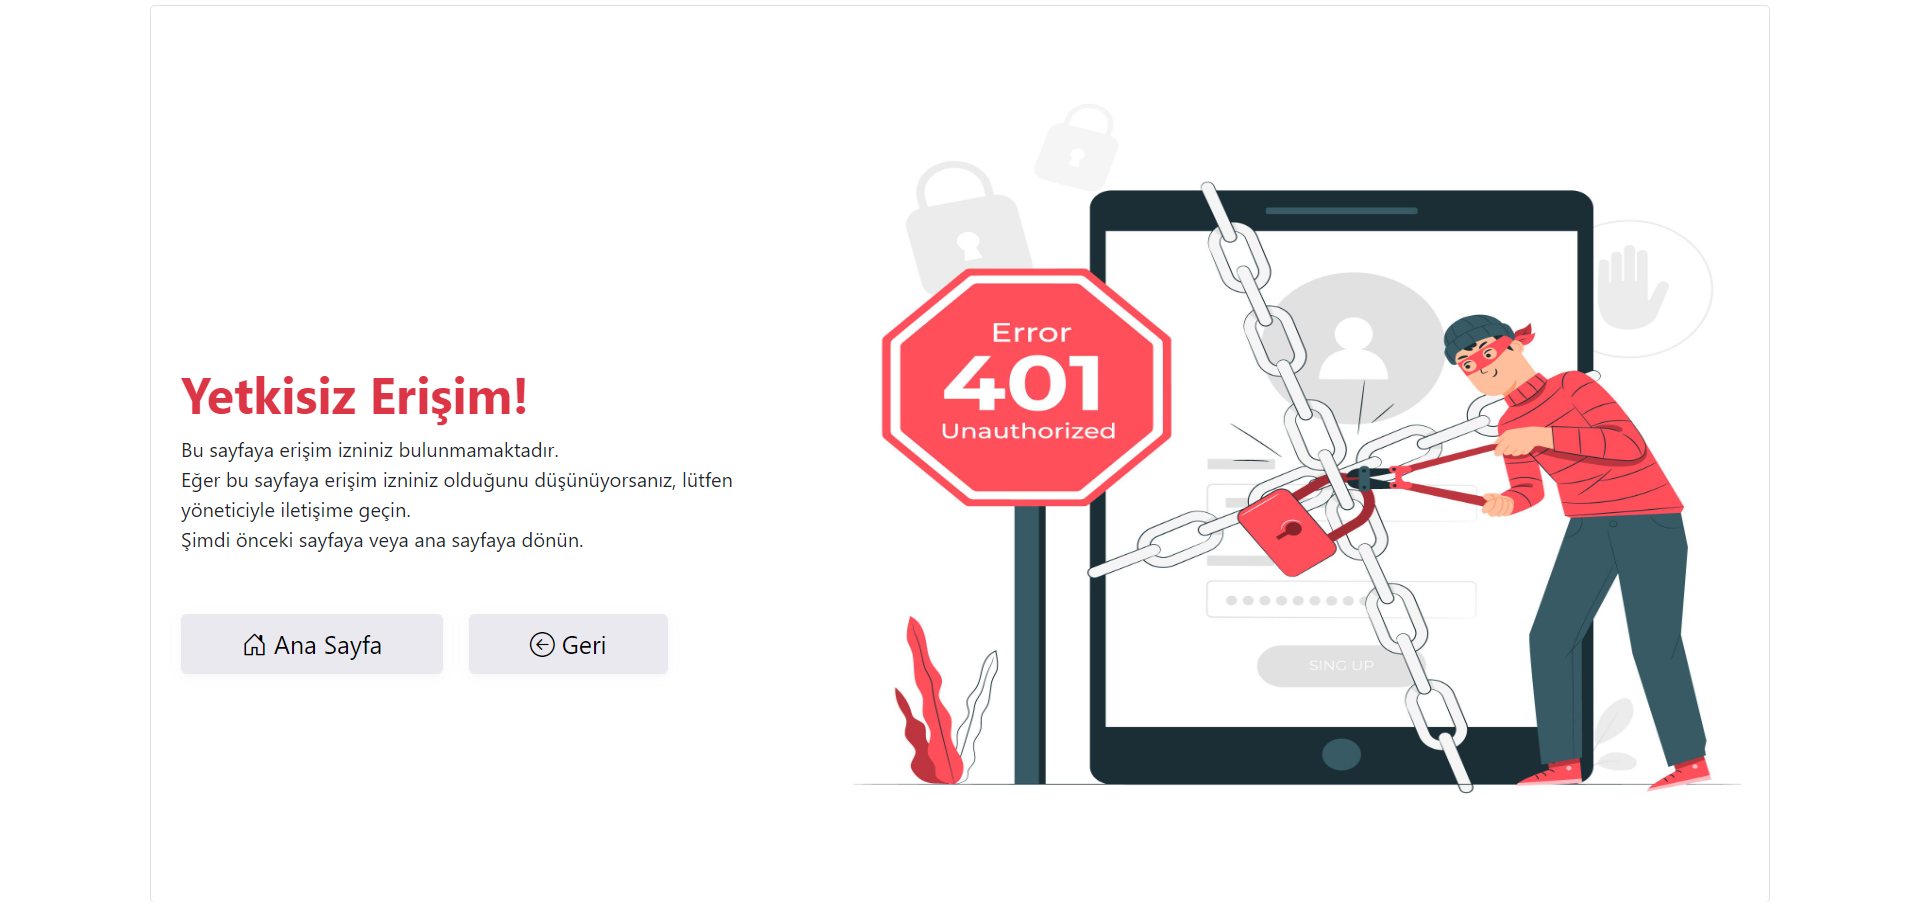 Yetkisiz Erişim!
Bu sayfaya erişim izniniz bulunmamaktadır.
Eğer bu sayfaya erişim izniniz olduğunu düşünüyorsanız, lütfen
yöneticiyle iletişime geçin.
Şimdi önceki sayfaya veya ana sayfaya dönün.
Ana Sayfa
Geri
Error
401
Unauthorized
SING UP